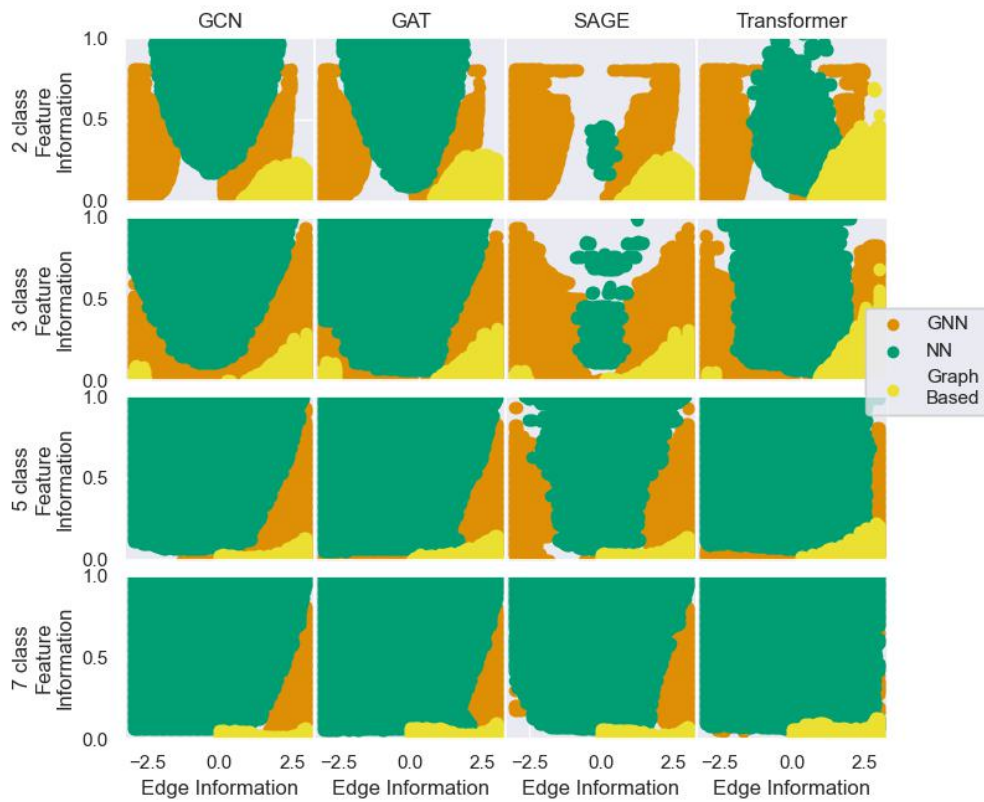 GCN GAT SAGE Transformer
1.0
0.5
0.0
2 class
Feature
Information
1.0
0.5
0.0
3 class
Feature
Information
GNN
NN
Graph
Based
1.0
0.5
0.0
5 class
Feature
Information
1.0
0.5
0.0
7 class
Feature
Information
−2.5 0.0 2.5 −2.5 0.0 2.5 −2.5 0.0 2.5 −2.5 0.0 2.5
Edge Information Edge Information Edge Information Edge Information